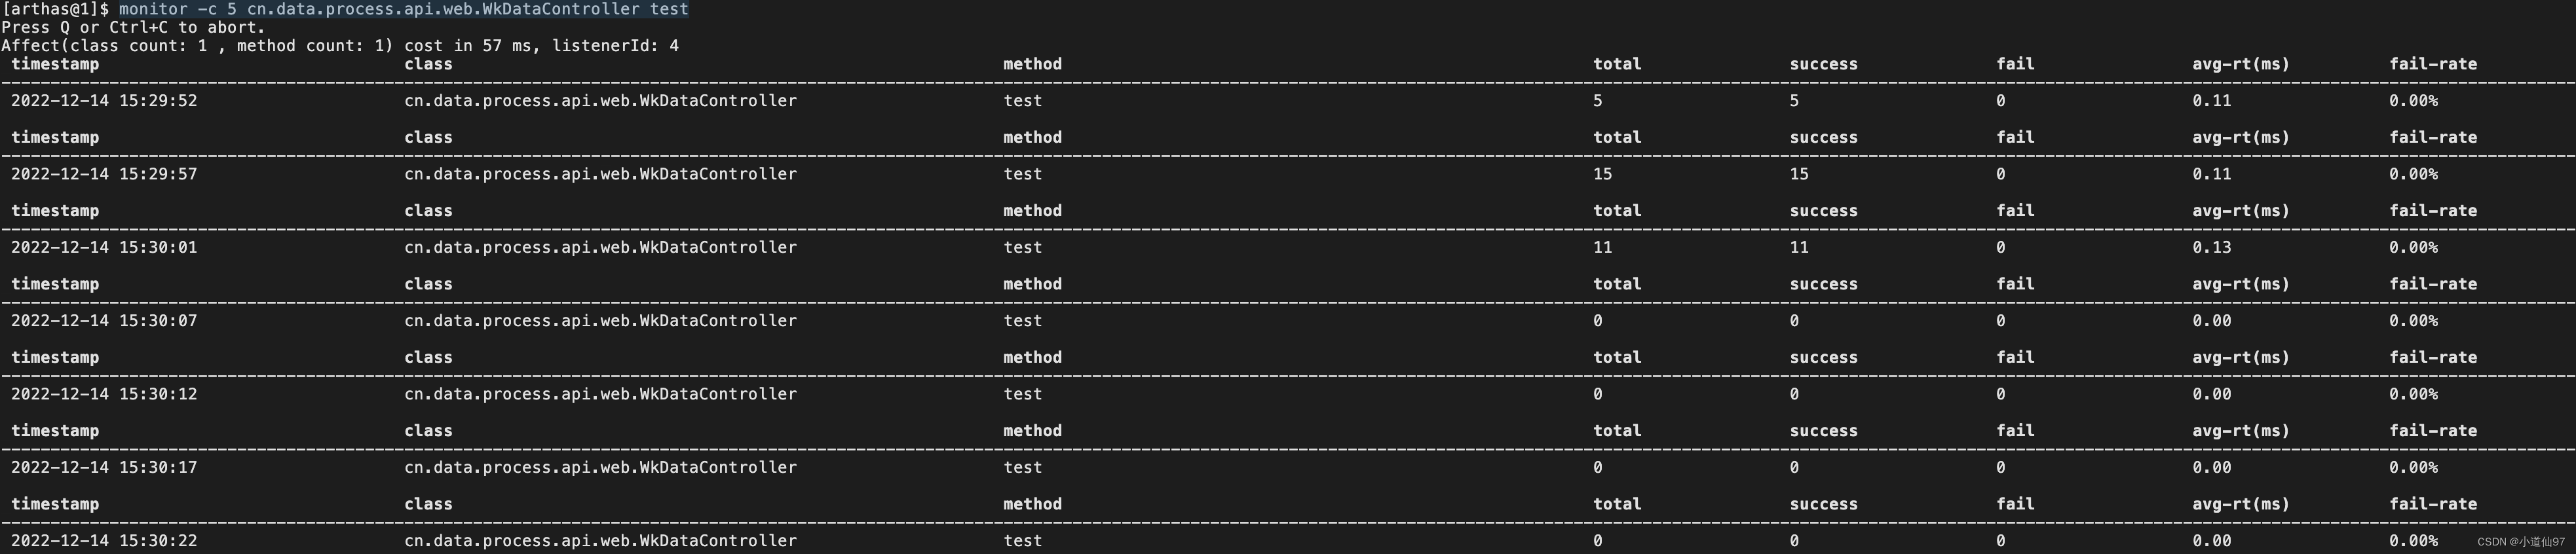 [arthas@1]$ monitor -c 5 cn.data.process.api.web.WkDataController test
Press Q or Ctrl+C to abort.
Affect(class count: 1 , method count: 1) cost in 57 ms, listenerId: 4
timestamp class method total success fail avg-rt(ms) fail-rate
2022-12-14 15:29:52 cn.data.process.api.web.WkDataController test 5 5 0 0.11 0.00%
timestamp class method total success fail avg-rt(ms) fail-rate
2022-12-14 15:29:57 cn.data.process.api.web.WkDataController test 15 15 0 0.11 0.00%
timestamp class method total success fail avg-rt(ms) fail-rate
2022-12-14 15:30:01 cn.data.process.api.web.WkDataController test 11 11 0 0.13 0.00%
timestamp class method total success fail avg-rt(ms) fail-rate
2022-12-14 15:30:07 cn.data.process.api.web.WkDataController test 0 0 0 0.00 0.00%
timestamp class method total success fail avg-rt(ms) fail-rate
2022-12-14 15:30:12 cn.data.process.api.web.WkDataController test 0 0 0 0.00 0.00%
timestamp class method total success fail avg-rt(ms) fail-rate
2022-12-14 15:30:17 cn.data.process.api.web.WkDataController test 0 0 0 0.00 0.00%
timestamp class method total success fail avg-rt(ms) fail-rate
2022-12-14 15:30:22 cn.data.process.api.web.WkDataController test 0 0 0 0.00 0.00%
CSDN @小道仙97